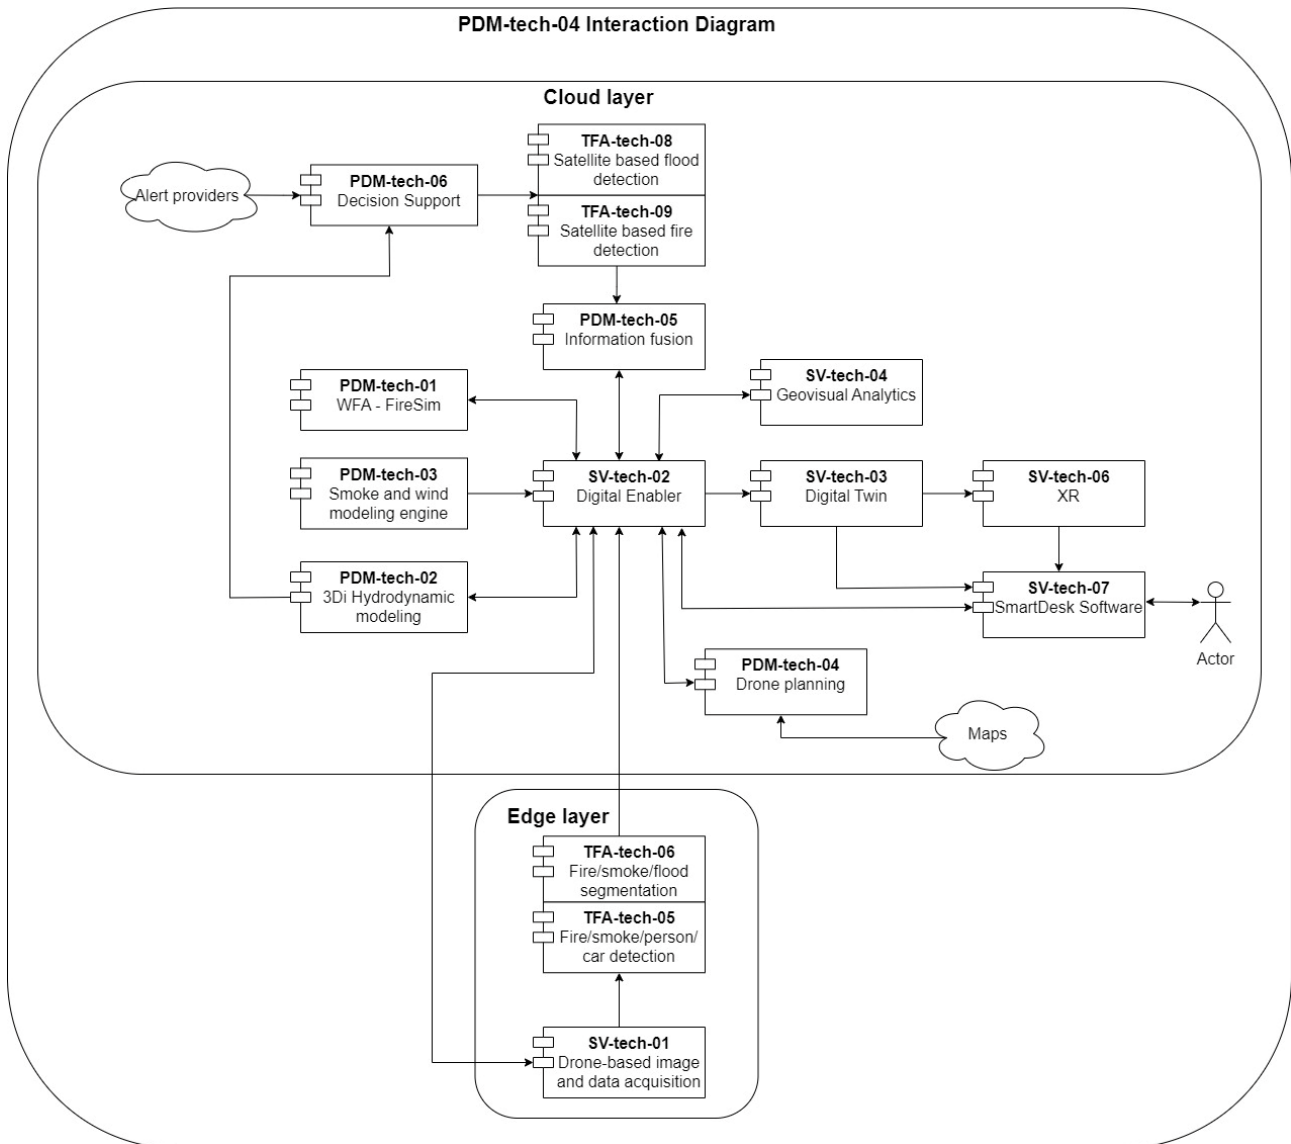 PDM-tech-04 Interaction Diagram
Cloud layer
TFA-tech-08
Satellite based flood
detection
Alert providers
PDM-tech-06
Decision Support
TFA-tech-09
Satellite based fire
detection
PDM-tech-05
Information fusion
PDM-tech-01
WFA - FireSim
SV-tech-04
Geovisual Analytics
PDM-tech-03
Smoke and wind
modeling engine
SV-tech-02
Digital Enabler
SV-tech-03
Digital Twin
SV-tech-06
XR
PDM-tech-02
3Di Hydrodynamic
modeling
SV-tech-07
SmartDesk Software
Actor
PDM-tech-04
Drone planning
Maps
Edge layer
TFA-tech-06
Fire/smoke/flood
segmentation
TFA-tech-05
Fire/smoke/person/
car detection
SV-tech-01
Drone-based image
and data acquisition